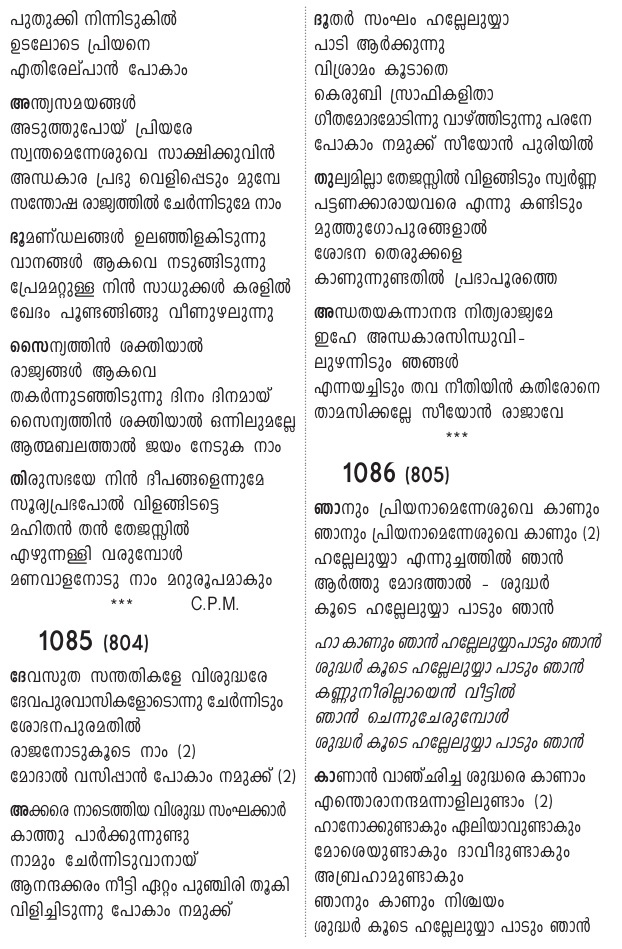 പുതുക്കി നിന്നിടുകിൽ
ഉടലോടെ പ്രിയനെ
എതിരേല്പാൻ പോകാം
അന്ത്യസമയങ്ങൾ
അടുത്തുപോയ് പ്രിയരേ
സ്വന്തമെന്നേശുവെ സാക്ഷിക്കുവിൻ
അന്ധകാര പ്രഭു വെളിപ്പെടും മുമ്പേ
സന്തോഷ രാജ്യത്തിൽ ചേർന്നിടുമേ നാം
ഭൂമണ്ഡലങ്ങൾ ഉലഞ്ഞിളകിടുന്നു
വാനങ്ങൾ ആകവെ നടുങ്ങിടുന്നു
പ്രേമമറ്റുള്ള നിൻ സാധുക്കൾ കരളിൽ
ഖേദം പൂണ്ടങ്ങിങ്ങു വീണുഴലുന്നു
സൈന്യത്തിൻ ശക്തിയാൽ
രാജ്യങ്ങൾ ആകവെ
തകർന്നുടഞ്ഞിടുന്നു ദിനം ദിനമായ്
സൈന്യത്തിൻ ശക്തിയാൽ ഒന്നിലുമല്ലേ
ആത്മബലത്താൽ ജയം നേടുക നാം
തിരുസഭയേ നിൻ ദീപങ്ങളെന്നുമേ
സൂര്യപ്രഭപോൽ വിളങ്ങിടട്ടെ
മഹിതൻ തൻ തേജസ്സിൽ
എഴുന്നള്ളി വരുമ്പോൾ
മണവാളനോടു നാം മറുരൂപമാകും
*** C.P.M.
1085 (804)
ദേവസുത സന്തതികളേ വിശുദ്ധരേ
ദേവപുരവാസികളോടൊന്നു ചേർന്നിടും
ശോഭനപുരമതിൽ
രാജനോടുകൂടെ നാം (2)
മോദാൽ വസിപ്പാൻ പോകാം നമുക്ക് (2)
അക്കരെ നാടെത്തിയ വിശുദ്ധ സംഘക്കാർ
കാത്തു പാർക്കുന്നുണ്ടു
നാമും ചേർന്നിടുവാനായ്
ആനന്ദക്കരം നീട്ടി ഏറ്റം പുഞ്ചിരി തൂകി
വിളിച്ചിടുന്നു പോകാം നമുക്ക്
ദൂതർ സംഘം ഹല്ലേലുയ്യാ
പാടി ആർക്കുന്നു
വിശ്രാമം കൂടാതെ
കെരുബി സ്രാഫികളിതാ
ഗീതമോദമോടിന്നു വാഴ്ത്തിടുന്നു പരനേ
പോകാം നമുക്ക് സീയോൻ പുരിയിൽ
തുല്യമില്ലാ തേജസ്സിൽ വിളങ്ങിടും സ്വർണ്ണ
പട്ടണക്കാരായവരെ എന്നു കണ്ടിടും
മുത്തുഗോപുരങ്ങളാൽ
ശോഭന തെരുക്കളെ
കാണുന്നുണ്ടതിൽ പ്രഭാപൂരത്തെ
അന്ധതയകന്നാനന്ദ നിത്യരാജ്യമേ
ഇഹേ അന്ധകാരസിന്ധുവി-
ലുഴന്നിടും ഞങ്ങൾ
എന്നയച്ചിടും തവ നീതിയിൻ കതിരോനെ
താമസിക്കല്ലേ സീയോൻ രാജാവേ
***
1086 (805)
ഞാനും പ്രിയനാമെന്നേശുവെ കാണും
ഞാനും പ്രിയനാമെന്നേശുവെ കാണും (2)
ഹല്ലേലുയ്യാ എന്നുച്ചത്തിൽ ഞാൻ
ആർത്തു മോദത്താൽ - ശുദ്ധർ
കൂടെ ഹല്ലേലുയ്യാ പാടും ഞാൻ
ഹാ കാണും ഞാൻ ഹല്ലേലുയ്യാപാടും ഞാൻ
ശുദ്ധർ കൂടെ ഹല്ലേലുയ്യാ പാടും ഞാൻ
കണ്ണുനീരില്ലായെൻ വീട്ടിൽ
ഞാൻ ചെന്നുചേരുമ്പോൾ
ശുദ്ധർ കൂടെ ഹല്ലേലുയ്യാ പാടും ഞാൻ
കാണാൻ വാഞ്ഛിച്ച ശുദ്ധരെ കാണാം
എന്തൊരാനന്ദമന്നാളിലുണ്ടാം (2)
ഹാനോക്കുണ്ടാകും ഏലിയാവുണ്ടാകും
മോശെയുണ്ടാകും ദാവീദുണ്ടാകും
അബ്രഹാമുണ്ടാകും
ഞാനും കാണും നിശ്ചയം
ശുദ്ധർ കൂടെ ഹല്ലേലുയ്യാ പാടും ഞാൻ